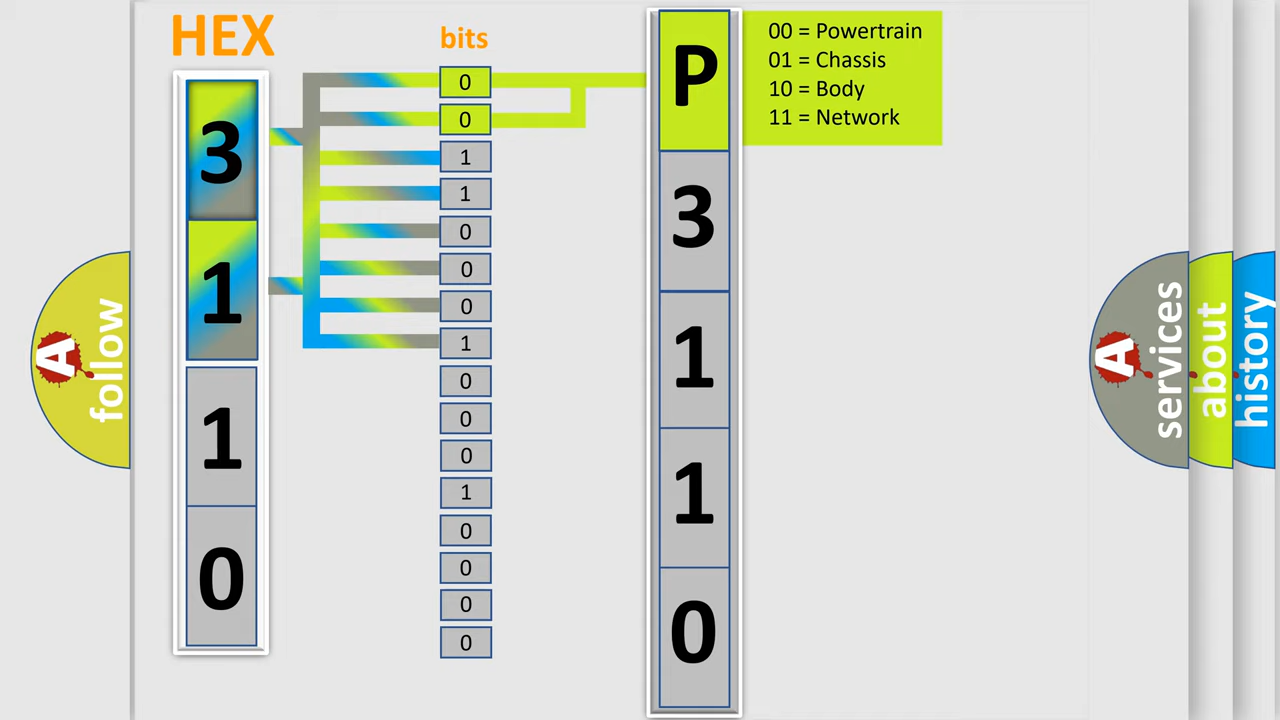 HEX
bits
3
1
1
0
0
0
1
1
0
0
0
1
0
0
0
1
0
0
0
0
P
3
1
1
0
00 = Powertrain
01 = Chassis
10 = Body
11 = Network
A
follow
A
services
about
history